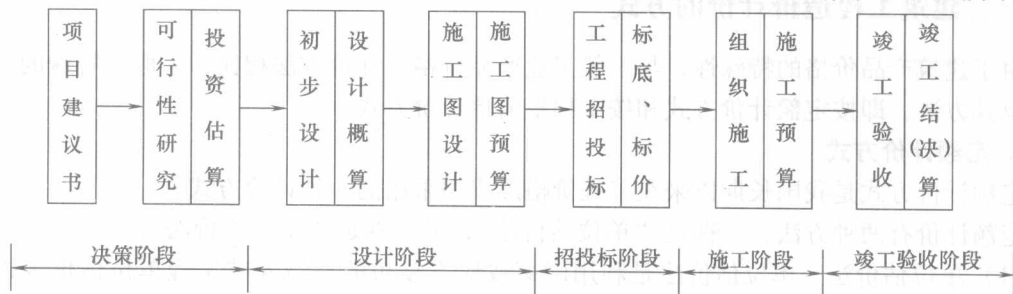 项目建议书
可行性研究
投资估算
初步设计
设计概算
施工图设计
施工图预算
工程招投标
标底、标价
组织施工
施工预算
竣工验收
竣工结(决)算
决策阶段
设计阶段
招投标阶段
施工阶段
竣工验收阶段